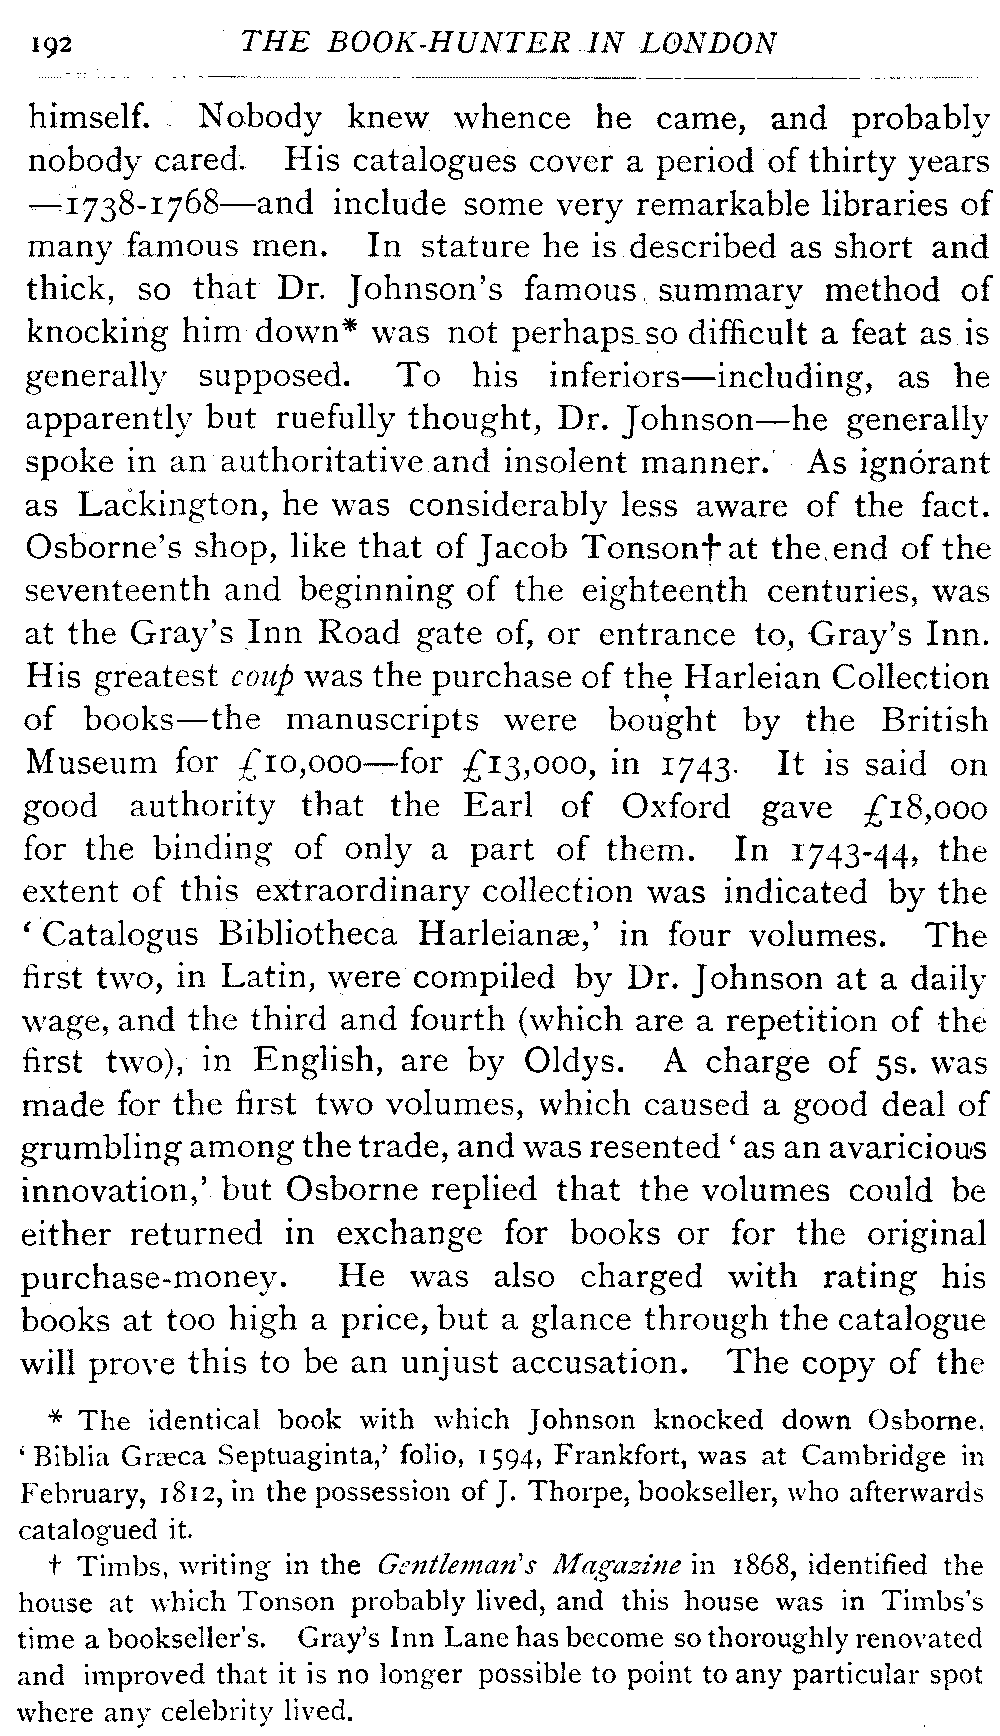 192 THE BOOK-HUNTER IN LONDON
himself. Nobody knew whence he came, and probably
nobody cared. His catalogues cover a period of thirty years
—1738-1768—and include some very remarkable libraries of
many famous men. In stature he is described as short and
thick, so that Dr. Johnson's famous summary method of
knocking him down* was not perhaps so difficult a feat as is
generally supposed. To his inferiors—including, as he
apparently but ruefully thought, Dr. Johnson—he generally
spoke in an authoritative and insolent manner. As ignorant
as Lackington, he was considerably less aware of the fact.
Osborne's shop, like that of Jacob Tonson† at the end of the
seventeenth and beginning of the eighteenth centuries, was
at the Gray's Inn Road gate of, or entrance to, Gray's Inn.
His greatest coup was the purchase of the Harleian Collection
of books—the manuscripts were bought by the British
Museum for £10,000—for £13,000, in 1743. It is said on
good authority that the Earl of Oxford gave £18,000
for the binding of only a part of them. In 1743-44, the
extent of this extraordinary collection was indicated by the
‘Catalogus Bibliotheca Harleianæ,’ in four volumes. The
first two, in Latin, were compiled by Dr. Johnson at a daily
wage, and the third and fourth (which are a repetition of the
first two), in English, are by Oldys. A charge of 5s. was
made for the first two volumes, which caused a good deal of
grumbling among the trade, and was resented ‘as an avaricious
innovation,’ but Osborne replied that the volumes could be
either returned in exchange for books or for the original
purchase-money. He was also charged with rating his
books at too high a price, but a glance through the catalogue
will prove this to be an unjust accusation. The copy of the
* The identical book with which Johnson knocked down Osborne.
‘Biblia Græca Septuaginta,’ folio, 1594, Frankfort, was at Cambridge in
February, 1812, in the possession of J. Thorpe, bookseller, who afterwards
catalogued it.
† Timbs, writing in the Gentleman's Magazine in 1868, identified the
house at which Tonson probably lived, and this house was in Timbs's
time a bookseller's. Gray's Inn Lane has become so thoroughly renovated
and improved that it is no longer possible to point to any particular spot
where any celebrity lived.